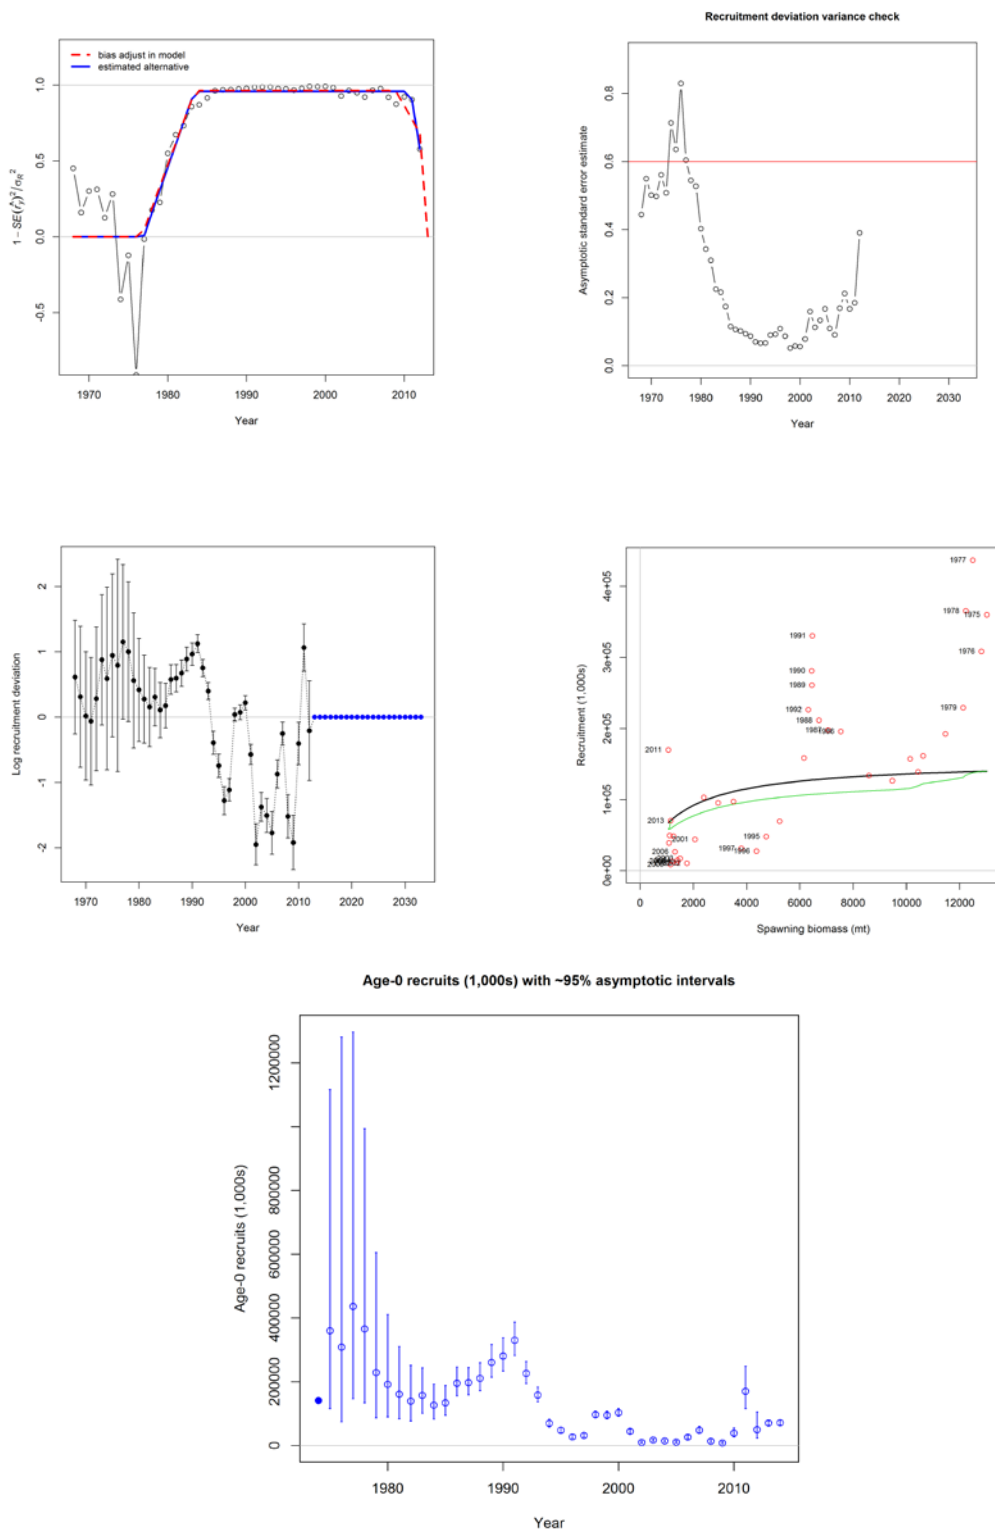 Recruitment deviation variance check
bias adjust in model
estimated alternative
1 − SE(r̂y)²/σR²
1.0
0.5
0.0
-0.5
1970 1980 1990 2000 2010
Year
Asymptotic standard error estimate
0.8
0.6
0.4
0.2
0.0
1970 1980 1990 2000 2010 2020 2030
Year
Log recruitment deviation
2
1
0
-1
-2
1970 1980 1990 2000 2010 2020 2030
Year
Recruitment (1,000s)
4e+05
3e+05
2e+05
1e+05
0e+00
1977
1978
1975
1991
1976
1990
1989
1979
1992
1988
1987
2011
2013
2001
1995
2006
1997
1996
0 2000 4000 6000 8000 10000 12000
Spawning biomass (mt)
Age-0 recruits (1,000s) with ~95% asymptotic intervals
Age-0 recruits (1,000s)
1200000
800000
600000
400000
200000
0
1980 1990 2000 2010
Year